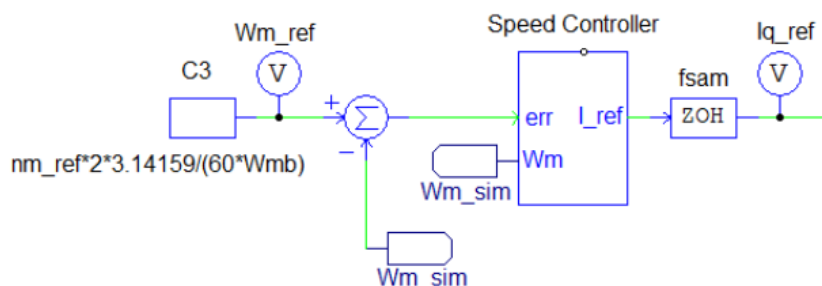 Speed Controller
Wm_ref
Iq_ref
V
V
C3
fsam
+
Σ
err
I_ref
ZOH
−
Wm
nm_ref*2*3.14159/(60*Wmb)
Wm_sim
Wm_sim